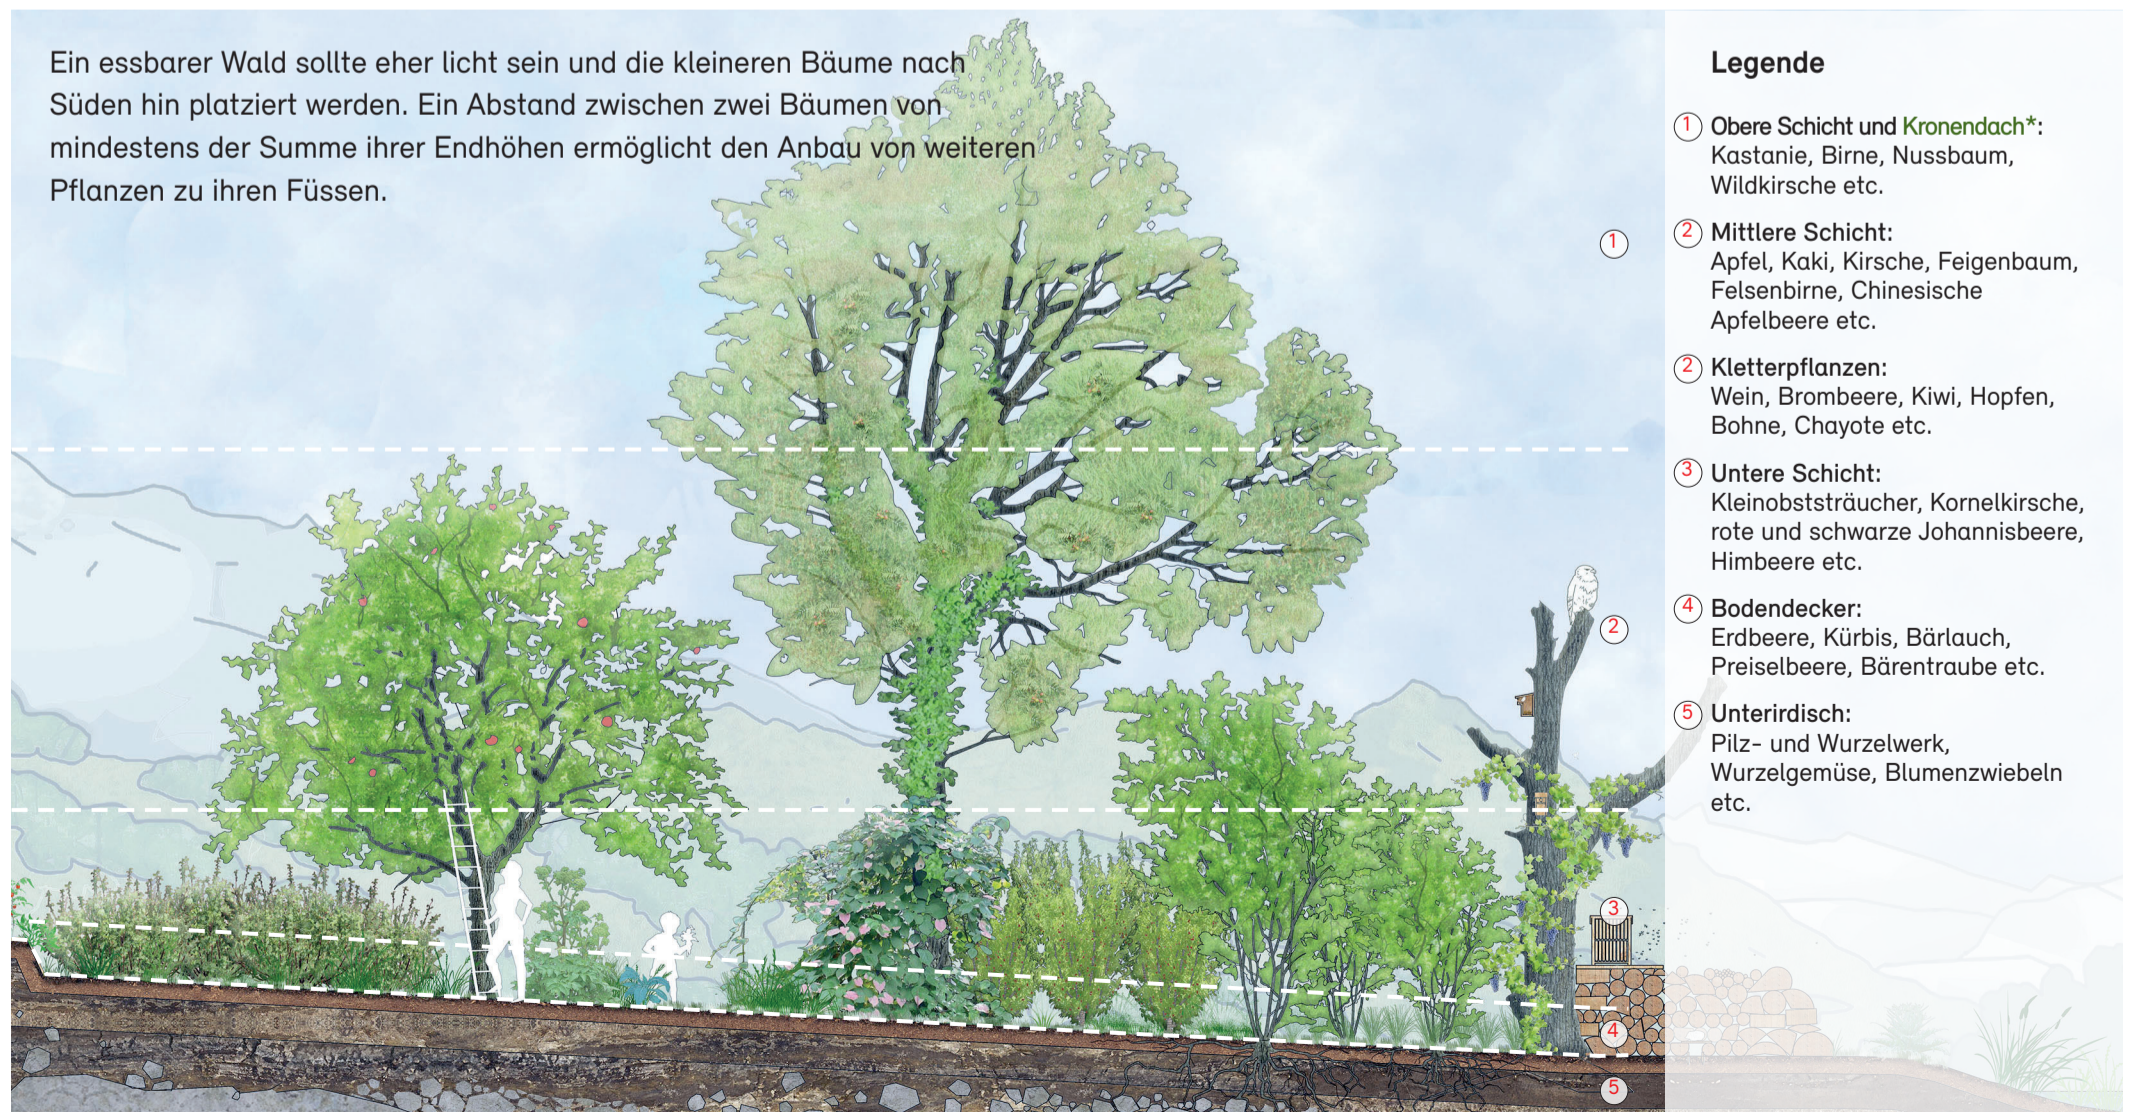 Ein essbarer Wald sollte eher licht sein und die kleineren Bäume nach
Süden hin platziert werden. Ein Abstand zwischen zwei Bäumen von
mindestens der Summe ihrer Endhöhen ermöglicht den Anbau von weiteren
Pflanzen zu ihren Füssen.
1
2
3
4
5
Legende
1 Obere Schicht und Kronendach*:
Kastanie, Birne, Nussbaum,
Wildkirsche etc.
2 Mittlere Schicht:
Apfel, Kaki, Kirsche, Feigenbaum,
Felsenbirne, Chinesische
Apfelbeere etc.
2 Kletterpflanzen:
Wein, Brombeere, Kiwi, Hopfen,
Bohne, Chayote etc.
3 Untere Schicht:
Kleinobststräucher, Kornelkirsche,
rote und schwarze Johannisbeere,
Himbeere etc.
4 Bodendecker:
Erdbeere, Kürbis, Bärlauch,
Preiselbeere, Bärentraube etc.
5 Unterirdisch:
Pilz- und Wurzelwerk,
Wurzelgemüse, Blumenzwiebeln
etc.